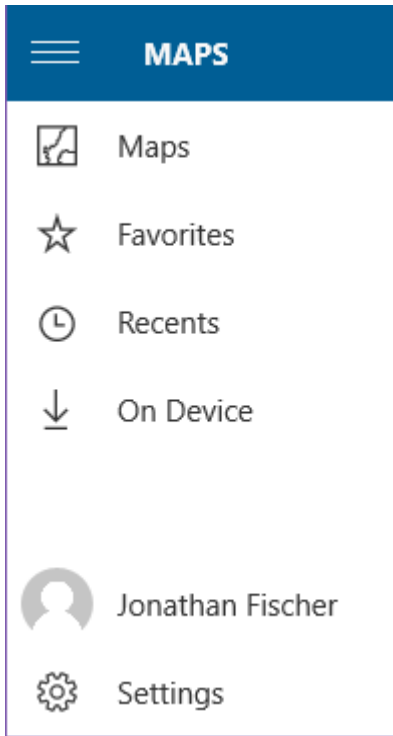 MAPS
Maps
Favorites
Recents
On Device
Jonathan Fischer
Settings